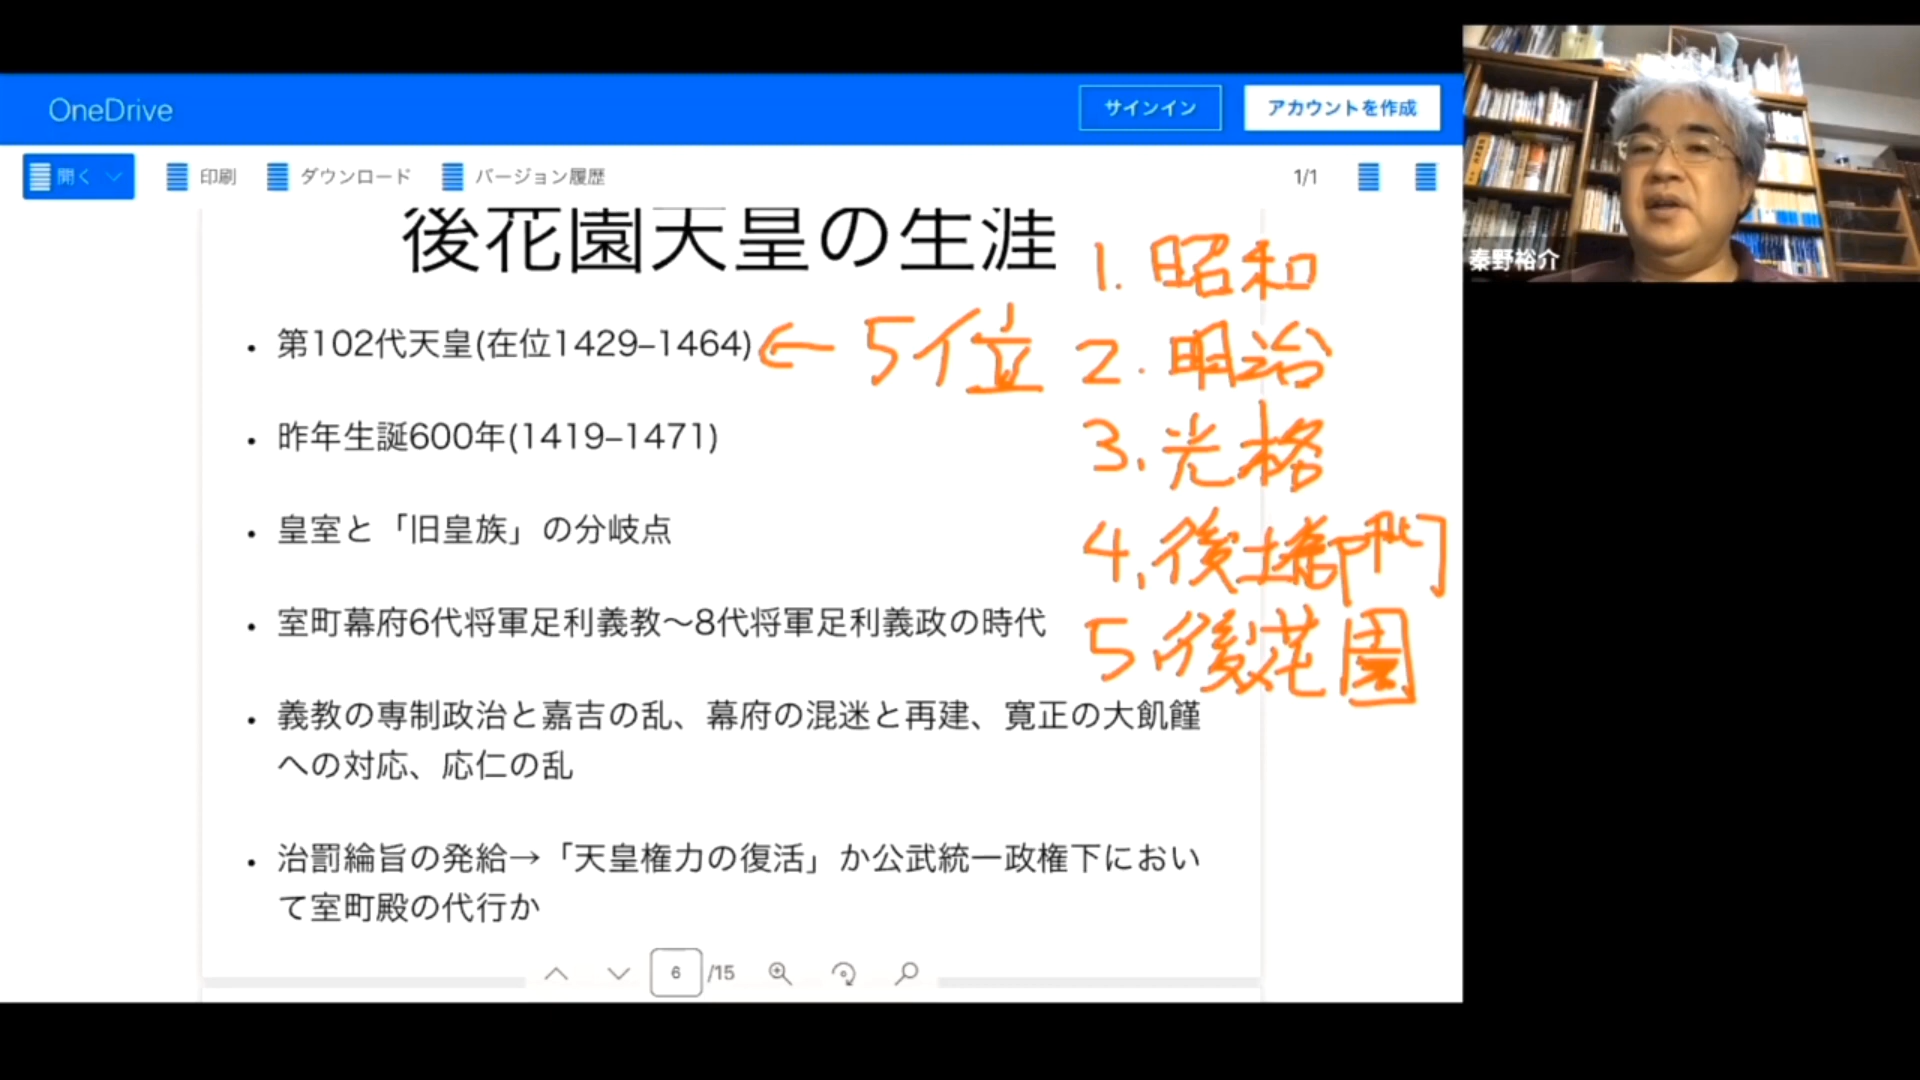 OneDrive
サインイン
アカウントを作成
開く
印刷
ダウンロード
バージョン履歴
1/1
後花園天皇の生涯
・第102代天皇(在位1429–1464)
←5位
・昨年生誕600年(1419–1471)
・皇室と「旧皇族」の分岐点
・室町幕府6代将軍足利義教〜8代将軍足利義政の時代
・義教の専制政治と嘉吉の乱、幕府の混迷と再建、寛正の大飢饉
への対応、応仁の乱
・治罰綸旨の発給→「天皇権力の復活」か公武統一政権下におい
て室町殿の代行か
1.昭和
2.明治
3.光格
4.後土御門
5.後花園
6
/15
秦野裕介